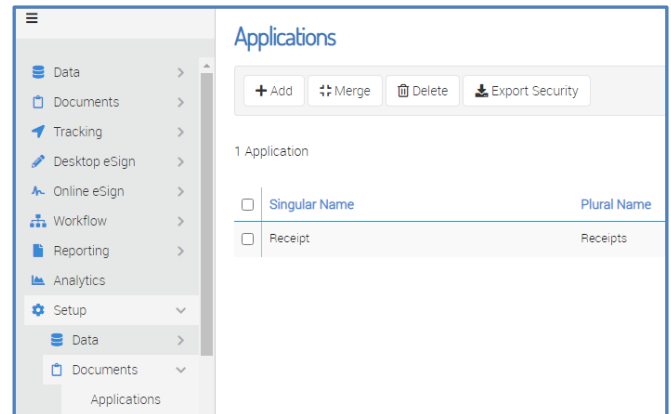 Data
Documents
Tracking
Desktop eSign
Online eSign
Workflow
Reporting
Analytics
Setup
Data
Documents
Applications
Applications
Add Merge Delete Export Security
1 Application
Singular Name Plural Name
Receipt Receipts